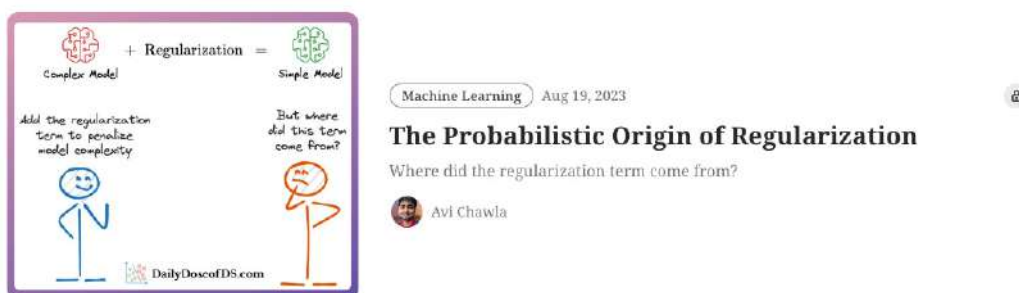 + Regularization =
Complex Model
Simple Model
Add the regularization
term to penalize
model complexity
But where
did this term
come from?
DailyDoseofDS.com
Machine Learning
Aug 19, 2023
The Probabilistic Origin of Regularization
Where did the regularization term come from?
Avi Chawla